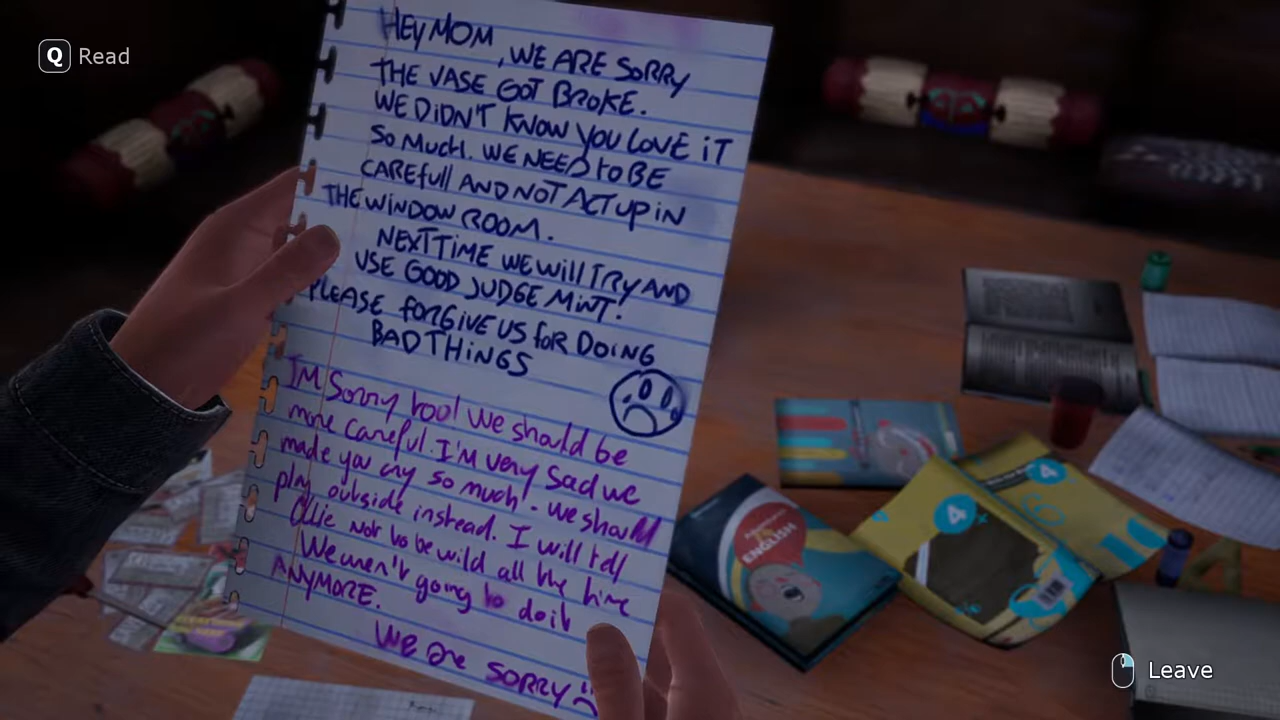 Q Read
HEY MOM, WE ARE SORRY
THE VASE GOT BROKE.
WE DIDN'T KNOW YOU LOVE iT
SO MUCH. WE NEED to BE
CAREfull AND NOT ACT UP iN
THE WINDOW ROOM.
NEXT TIME WE Will TRY AND
USE GOOD JUDGE MiNT.
PLEASE fORGiVE US foR DOiNG
BAD THiNGS
I'M Sorry too! We should be
more careful. I'm very sad we
made you cry so much! . we should
play outside instead. I will tell
Ollie not to be wild all the time
We weren't going to do it
ANYMORE.
We are SORRY
ENGLISH
4
4
Leave